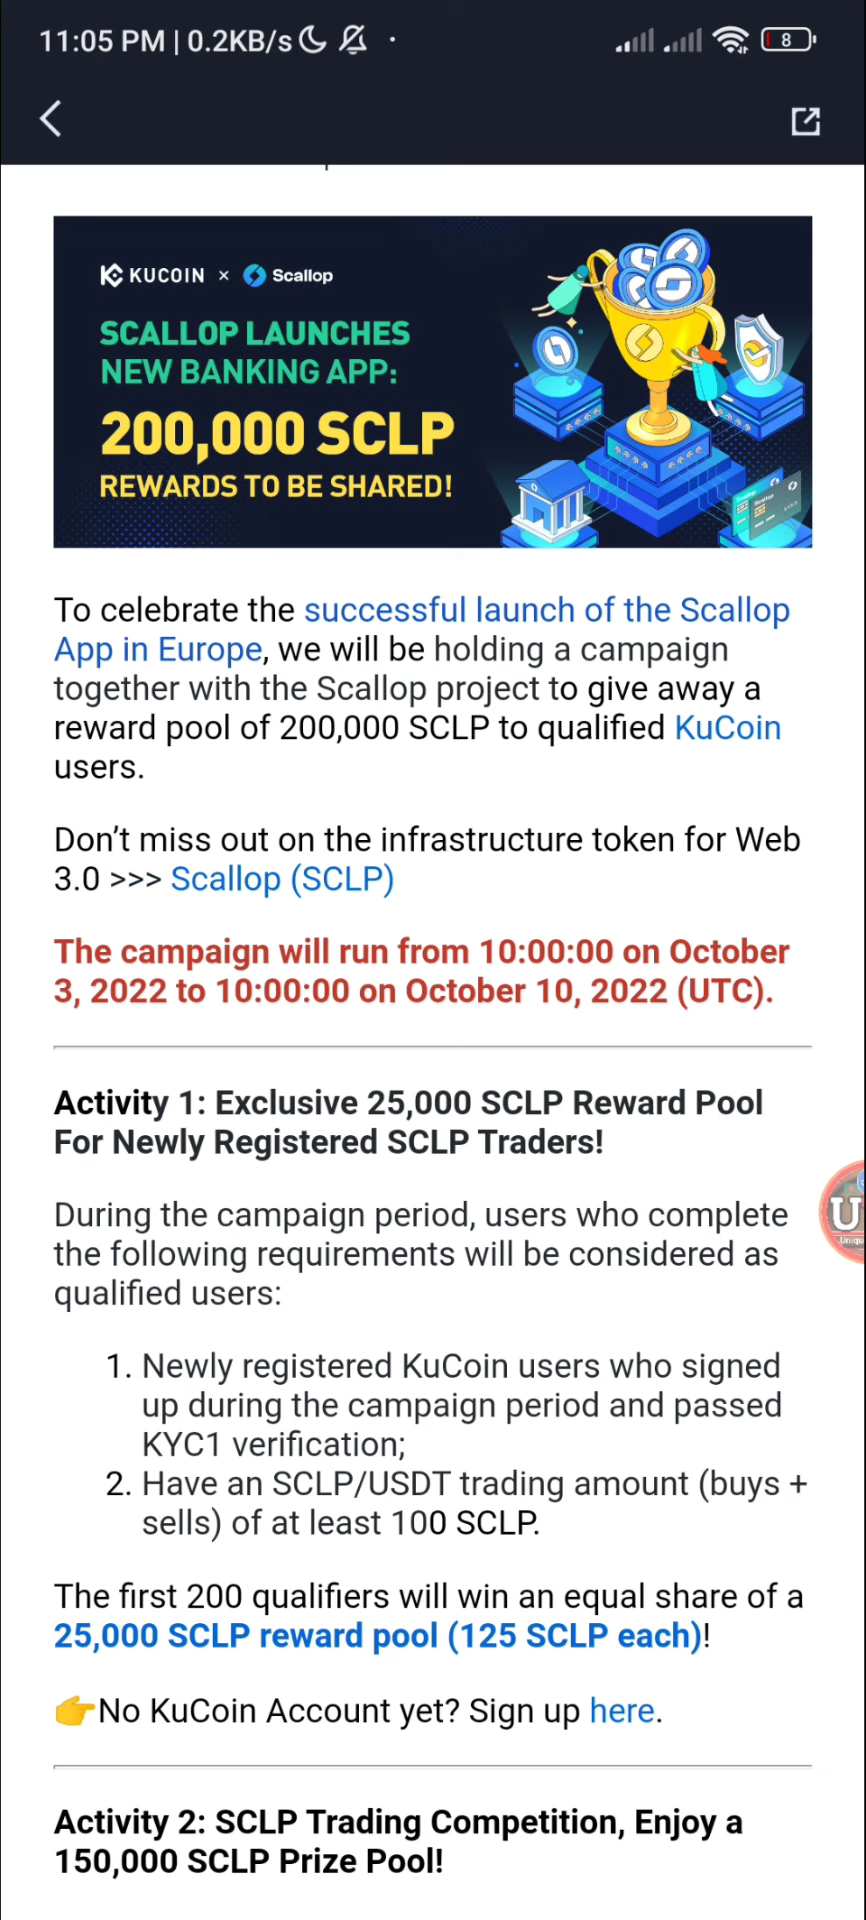 11:05 PM | 0.2KB/s
8
KUCOIN × Scallop
SCALLOP LAUNCHES
NEW BANKING APP:
200,000 SCLP
REWARDS TO BE SHARED!
To celebrate the successful launch of the Scallop
App in Europe, we will be holding a campaign
together with the Scallop project to give away a
reward pool of 200,000 SCLP to qualified KuCoin
users.
Don’t miss out on the infrastructure token for Web
3.0 >>> Scallop (SCLP)
The campaign will run from 10:00:00 on October
3, 2022 to 10:00:00 on October 10, 2022 (UTC).
Activity 1: Exclusive 25,000 SCLP Reward Pool
For Newly Registered SCLP Traders!
During the campaign period, users who complete
the following requirements will be considered as
qualified users:
1. Newly registered KuCoin users who signed
up during the campaign period and passed
KYC1 verification;
2. Have an SCLP/USDT trading amount (buys +
sells) of at least 100 SCLP.
The first 200 qualifiers will win an equal share of a
25,000 SCLP reward pool (125 SCLP each)!
👉No KuCoin Account yet? Sign up here.
Activity 2: SCLP Trading Competition, Enjoy a
150,000 SCLP Prize Pool!